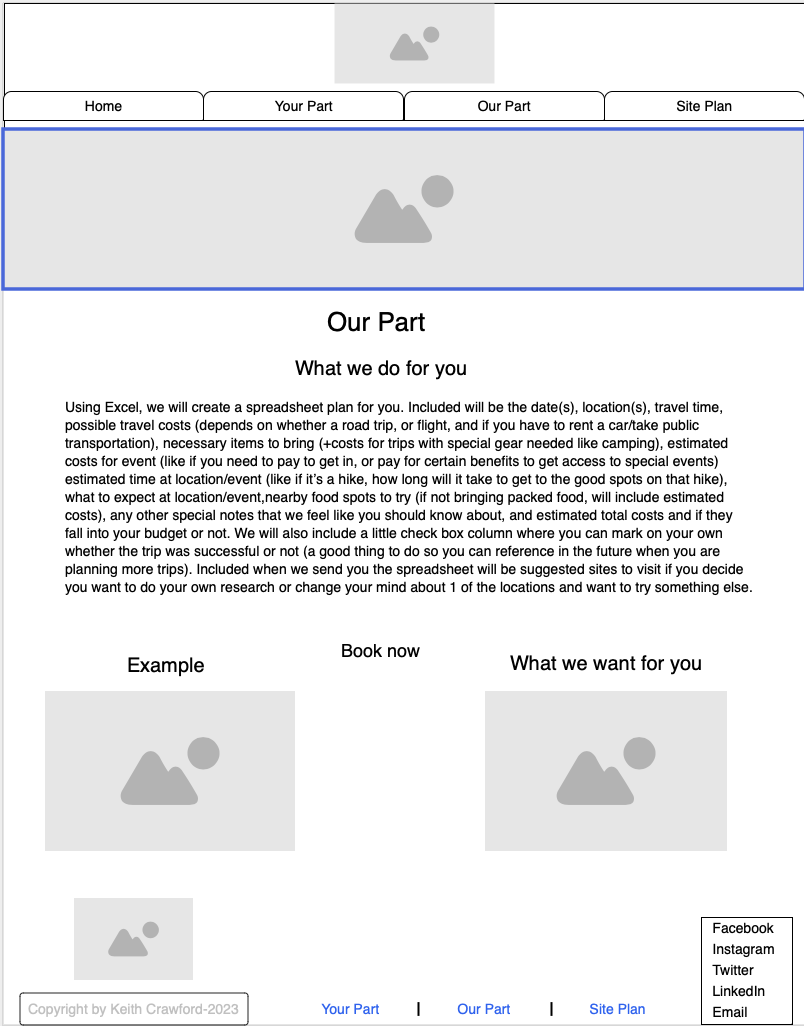 Home
Your Part
Our Part
Site Plan
Our Part
What we do for you
Using Excel, we will create a spreadsheet plan for you. Included will be the date(s), location(s), travel time,
possible travel costs (depends on whether a road trip, or flight, and if you have to rent a car/take public
transportation), necessary items to bring (+costs for trips with special gear needed like camping), estimated
costs for event (like if you need to pay to get in, or pay for certain benefits to get access to special events)
estimated time at location/event (like if it’s a hike, how long will it take to get to the good spots on that hike),
what to expect at location/event,nearby food spots to try (if not bringing packed food, will include estimated
costs), any other special notes that we feel like you should know about, and estimated total costs and if they
fall into your budget or not. We will also include a little check box column where you can mark on your own
whether the trip was successful or not (a good thing to do so you can reference in the future when you are
planning more trips). Included when we send you the spreadsheet will be suggested sites to visit if you decide
you want to do your own research or change your mind about 1 of the locations and want to try something else.
Example
Book now
What we want for you
Facebook
Instagram
Twitter
LinkedIn
Email
Copyright by Keith Crawford-2023
Your Part | Our Part | Site Plan